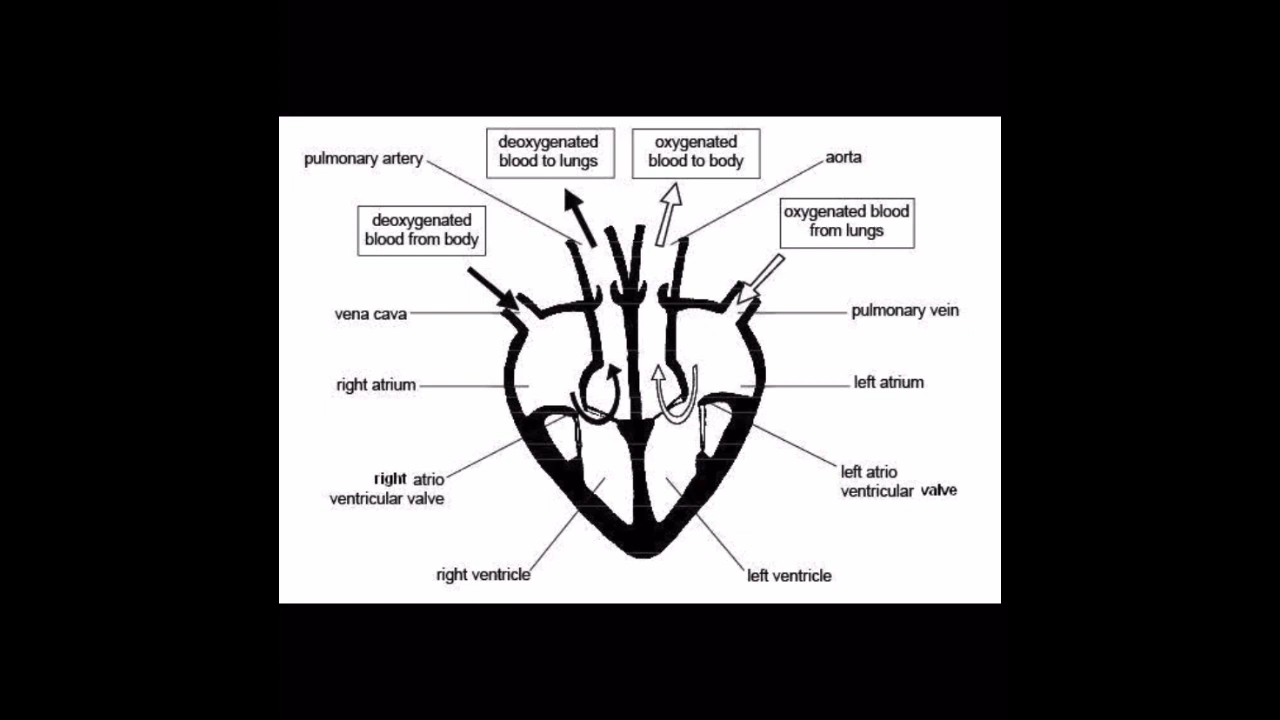 deoxygenated
blood to lungs
oxygenated
blood to body
pulmonary artery
aorta
deoxygenated
blood from body
oxygenated blood
from lungs
vena cava
pulmonary vein
right atrium
left atrium
right atrio
ventricular valve
left atrio
ventricular valve
right ventricle
left ventricle